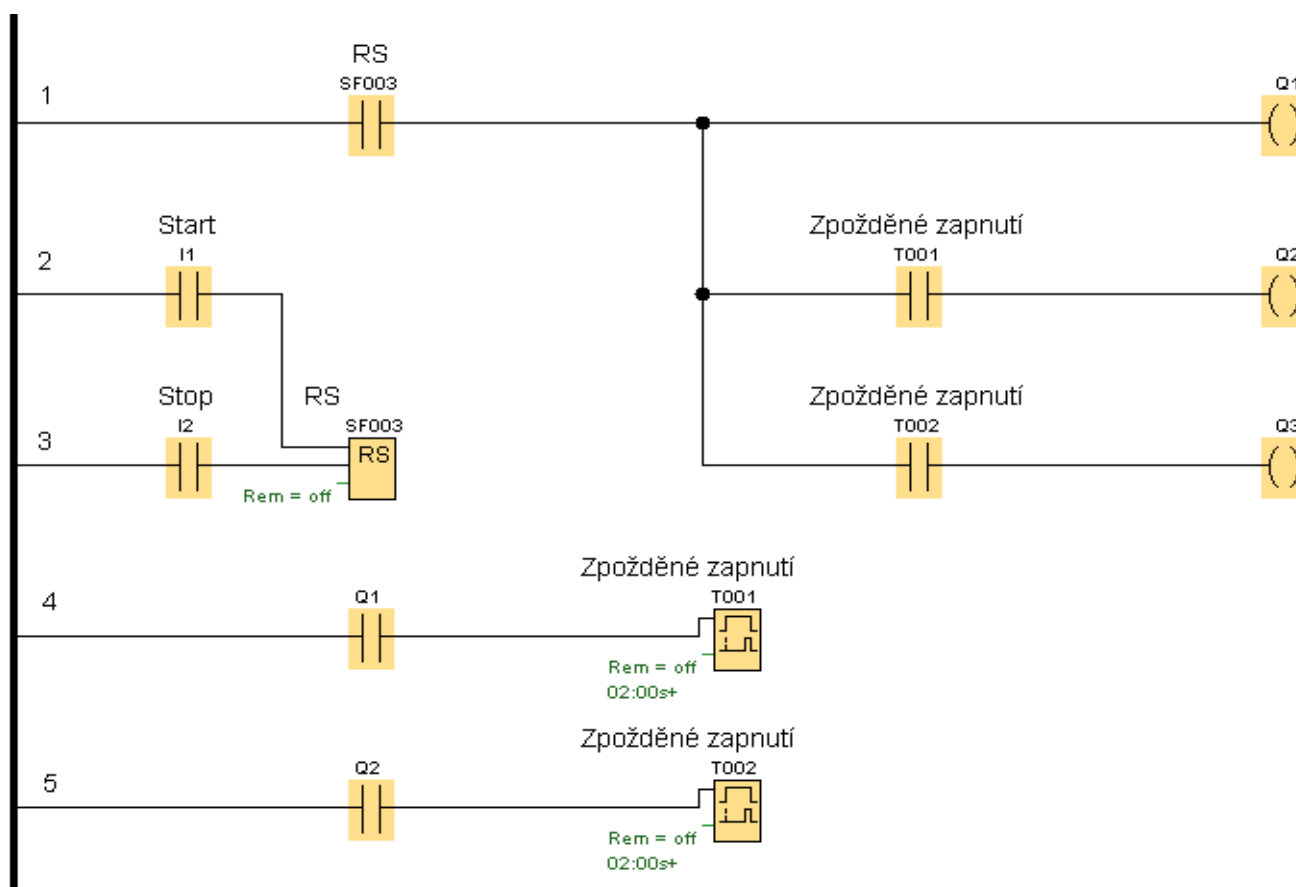 RS
SF003
1
Q1
Start
Zpožděné zapnutí
I1
T001
Q2
2
Stop
RS
Zpožděné zapnutí
I2
SF003
T002
Q3
3
RS
Rem = off
Zpožděné zapnutí
4
Q1
T001
Rem = off
02:00s+
Zpožděné zapnutí
5
Q2
T002
Rem = off
02:00s+